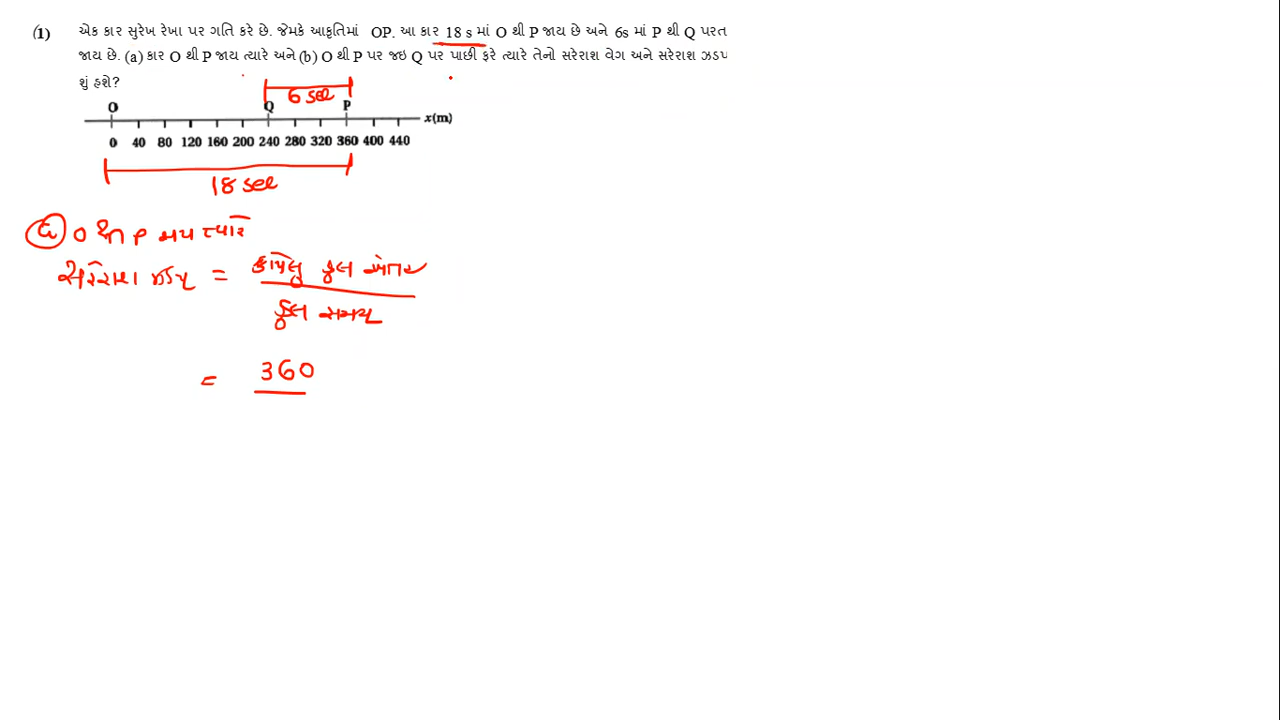 (1) એક કાર સુરેખ રેખા પર ગતિ કરે છે. જેમકે આકૃતિમાં OP. આ કાર 18 s માં O થી P જાય છે અને 6s માં P થી Q પરત
જાય છે. (a) કાર O થી P જાય ત્યારે અને (b) O થી P પર જઇ Q પર પાછી ફરે ત્યારે તેનો સરેરાશ વેગ અને સરેરાશ ઝડપ
શું હશે?
6 sec
O Q P
x(m)
0 40 80 120 160 200 240 280 320 360 400 440
18 sec
O થી P જાય ત્યારે
સરેરાશ ઝડપ = કાપેલુ કુલ અંતર
કુલ સમય
= 360